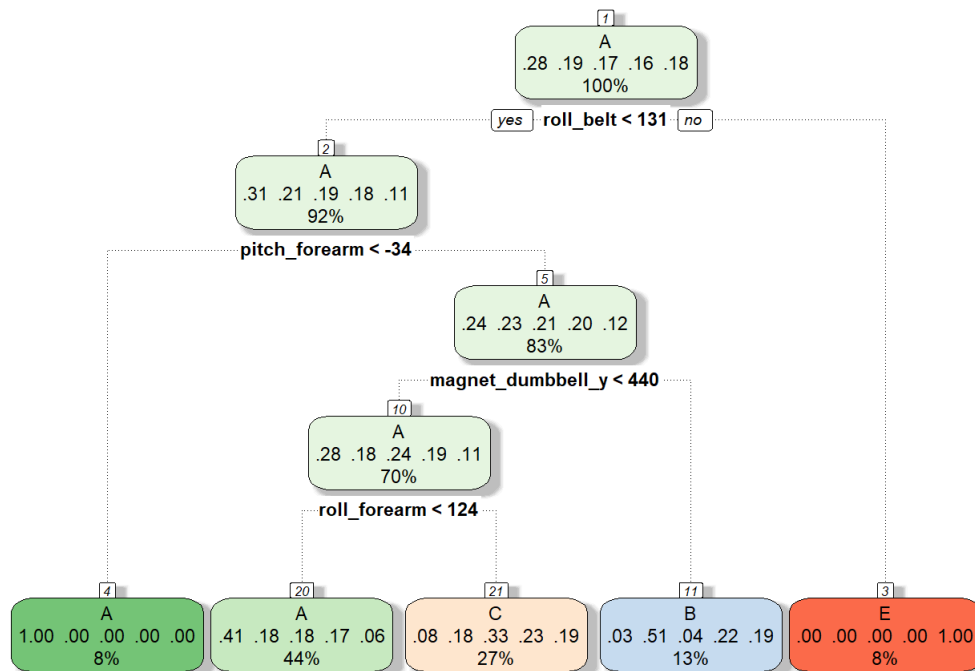 1
A
.28 .19 .17 .16 .18
100%
yes roll_belt < 131 no
2
A
.31 .21 .19 .18 .11
92%
pitch_forearm < -34
5
A
.24 .23 .21 .20 .12
83%
magnet_dumbbell_y < 440
10
A
.28 .18 .24 .19 .11
70%
roll_forearm < 124
4
A
1.00 .00 .00 .00 .00
8%
20
A
.41 .18 .18 .17 .06
44%
21
C
.08 .18 .33 .23 .19
27%
11
B
.03 .51 .04 .22 .19
13%
3
E
.00 .00 .00 .00 1.00
8%